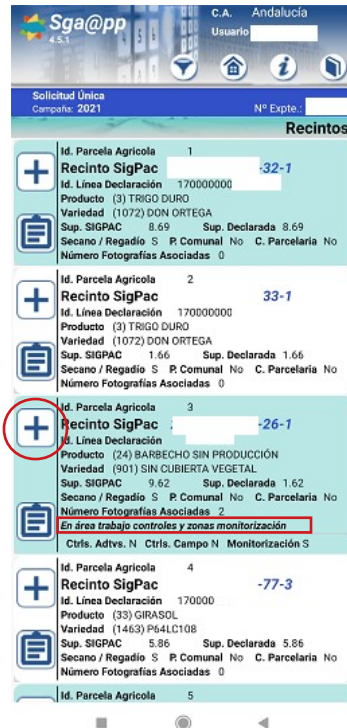 Sga@pp
4.5.1
C.A. Andalucía
Usuario
Solicitud Única
Campaña: 2021
Nº Expte.:
Recintos
Id. Parcela Agricola 1
Recinto SigPac -32-1
Id. Línea Declaración 170000000
Producto (3) TRIGO DURO
Variedad (1072) DON ORTEGA
Sup. SIGPAC 8.69 Sup. Declarada 8.69
Secano / Regadío S P. Comunal No C. Parcelaria No
Número Fotografías Asociadas 0
Id. Parcela Agricola 2
Recinto SigPac 33-1
Id. Línea Declaración 170000000
Producto (3) TRIGO DURO
Variedad (1072) DON ORTEGA
Sup. SIGPAC 1.66 Sup. Declarada 1.66
Secano / Regadío S P. Comunal No C. Parcelaria No
Número Fotografías Asociadas 0
Id. Parcela Agricola 3
Recinto SigPac -26-1
Id. Línea Declaración
Producto (24) BARBECHO SIN PRODUCCIÓN
Variedad (901) SIN CUBIERTA VEGETAL
Sup. SIGPAC 9.62 Sup. Declarada 1.62
Secano / Regadío S P. Comunal No C. Parcelaria No
Número Fotografías Asociadas 2
En área trabajo controles y zonas monitorización
Ctrls. Adtvs. N Ctrls. Campo N Monitorización S
Id. Parcela Agricola 4
Recinto SigPac -77-3
Id. Línea Declaración 170000
Producto (33) GIRASOL
Variedad (1463) P64LC108
Sup. SIGPAC 5.86 Sup. Declarada 5.86
Secano / Regadío S P. Comunal No C. Parcelaria No
Número Fotografías Asociadas 0
Id. Parcela Agricola 5